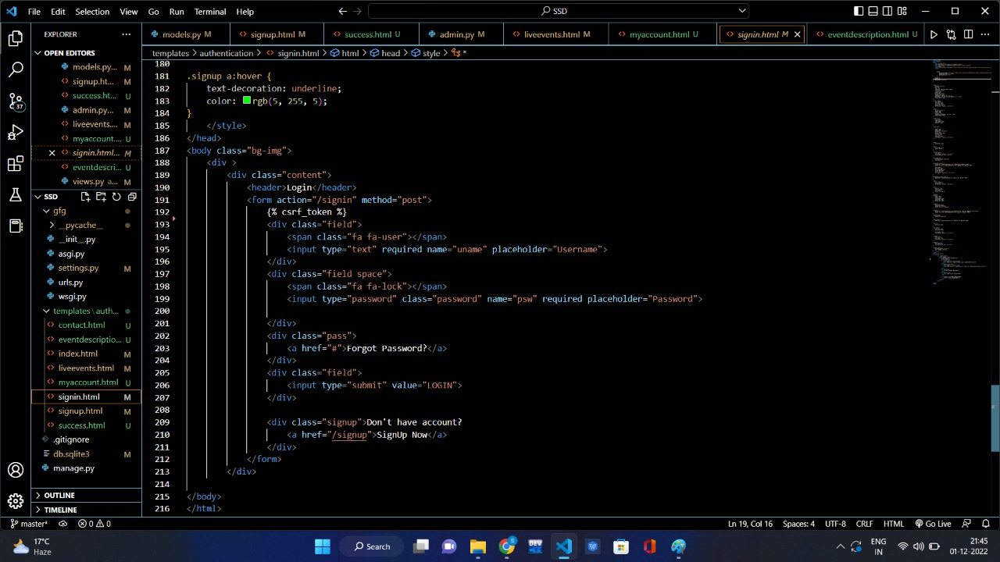 File Edit Selection View Go Run Terminal Help
SSD
EXPLORER
models.py M
signup.html M
success.html U
admin.py M
liveevents.html M
myaccount.html U
signin.html M
eventdescription.html U
templates > authentication > signin.html > html > head > style > *
OPEN EDITORS
models.py... M
signup.ht... M
success.ht... U
admin.py... M
liveevents.... M
myaccount. U
signin.html... M
eventdescri... U
views.py a... M
37
SSD
gfg
__pycache__
__init__.py
asgi.py
settings.py M
urls.py
wsgi.py
templates \ auth...
contact.html U
eventdescriptio... U
index.html M
liveevents.html M
myaccount.html U
signin.html M
signup.html M
success.html U
.gitignore
db.sqlite3 M
manage.py
OUTLINE
TIMELINE
180
181 .signup a:hover {
182 text-decoration: underline;
183 color: rgb(5, 255, 5);
184 }
185 </style>
186 </head>
187 <body class="bg-img">
188 <div >
189 <div class="content">
190 <header>Login</header>
191 <form action="/signin" method="post">
192 {% csrf_token %}
193 <div class="field">
194 <span class="fa fa-user"></span>
195 <input type="text" required name="uname" placeholder="Username">
196 </div>
197 <div class="field space">
198 <span class="fa fa-lock"></span>
199 <input type="password" class="password" name="psw" required placeholder="Password">
200
201 </div>
202 <div class="pass">
203 <a href="#">Forgot Password?</a>
204 </div>
205 <div class="field">
206 <input type="submit" value="LOGIN">
207 </div>
208
209 <div class="signup">Don't have account?
210 <a href="/signup">SignUp Now</a>
211 </div>
212 </form>
213 </div>
214
215 </body>
216 </html>
master* 0 0 Ln 19, Col 16 Spaces: 4 UTF-8 CRLF HTML Go Live
17°C
Haze
Search
5
DEV
ENG
IN
21:45
01-12-2022